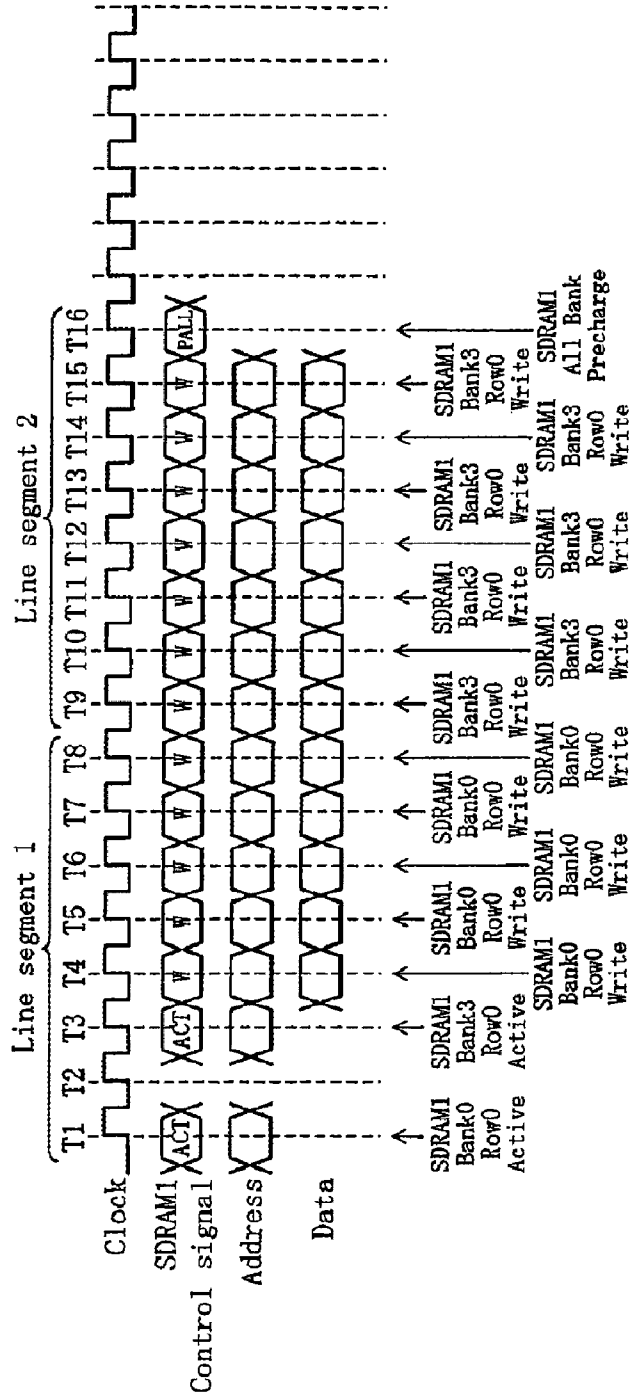 Line segment 1 Line segment 2
T1 T2 T3 T4 T5 T6 T7 T8 T9 T10 T11 T12 T13 T14 T15 T16
Clock
SDRAM1
Control signal
ACT ACT W W W W W W W W W W W W PALL
Address
Data
SDRAM1 SDRAM1 SDRAM1 SDRAM1 SDRAM1 SDRAM1 SDRAM1 SDRAM1
Bank0 Bank3 Bank0 Bank0 Bank3 Bank3 Bank3 Bank3
Row0 Row0 Row0 Row0 Row0 Row0 Row0 Row0
Active Active Write Write Write Write Write Write
SDRAM1 SDRAM1 SDRAM1 SDRAM1 SDRAM1 SDRAM1 SDRAM1
Bank0 Bank0 Bank0 Bank3 Bank3 Bank3 All Bank
Row0 Row0 Row0 Row0 Row0 Row0 Precharge
Write Write Write Write Write Write